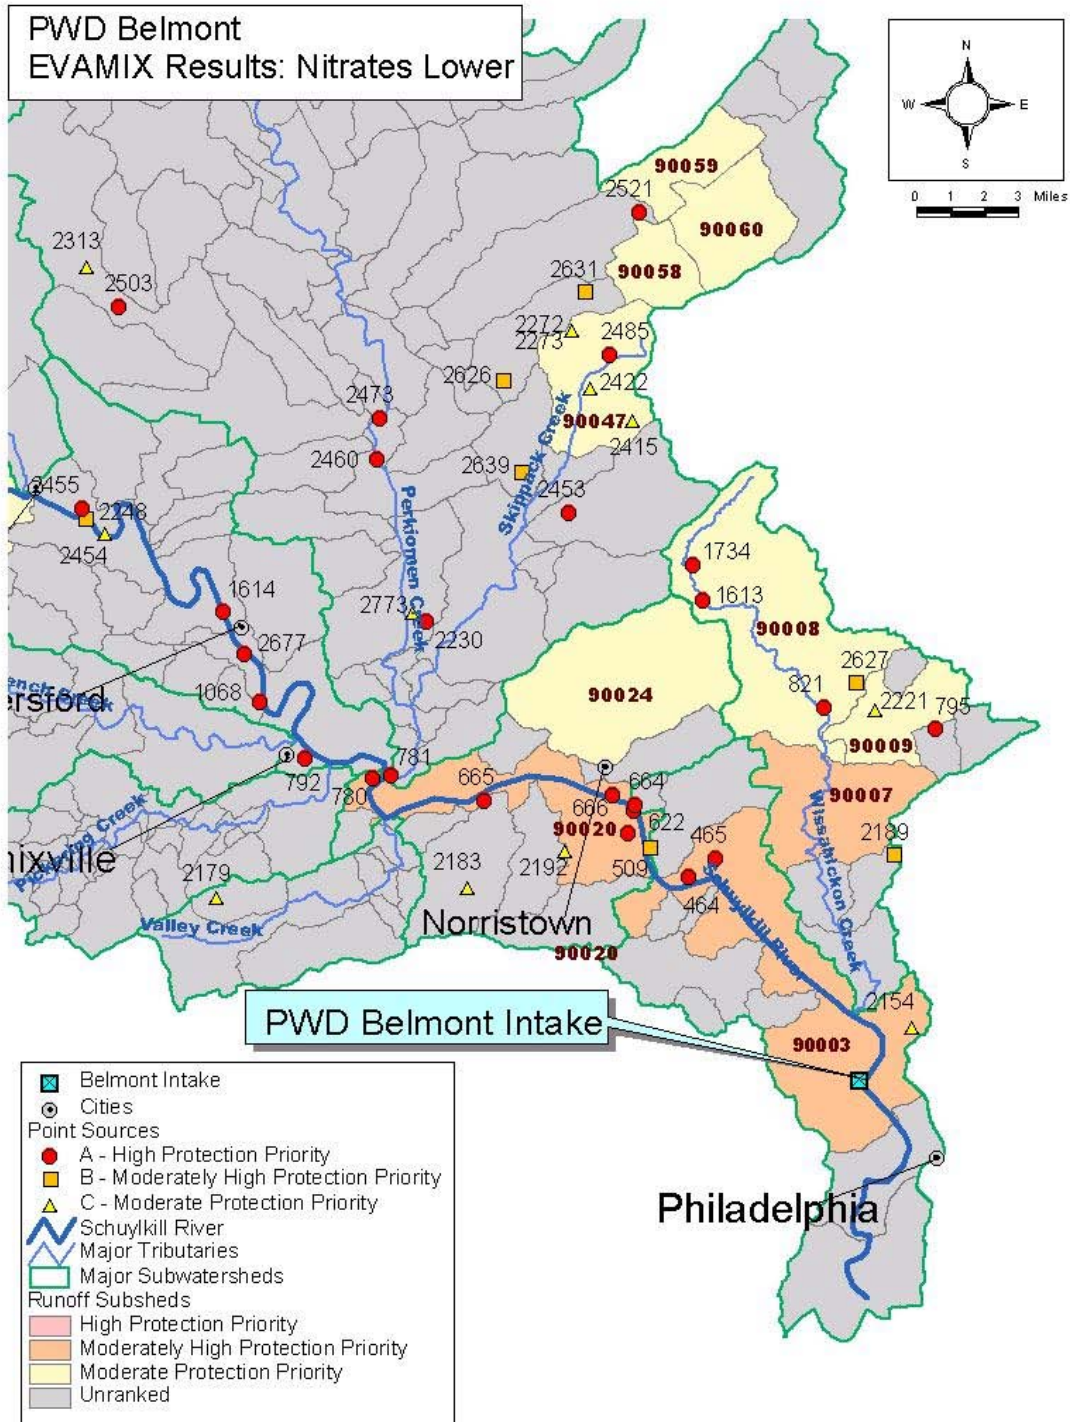 PWD Belmont
EVAMIX Results: Nitrates Lower
N
W
E
S
0 1 2 3 Miles
90059
2521
90060
2313
90058
2503
2631
2272
2273
2485
2626
2422
2473
90047
2415
2460
2639
2455
2453
Skippack Creek
2248
2454
Perkiomen Creek
1734
1614
2773
1613
2230
90008
2677
2627
90024
1068
821
2221
795
ench Creek
ersford
90009
781
792
780
665
664
90007
666
622
90020
465
2189
Pickering Creek
nixville
2183
2192
509
2179
464
Wissahickon Creek
Schuylkill River
Valley Creek
Norristown
90020
2154
PWD Belmont Intake
90003
Philadelphia
Belmont Intake
Cities
Point Sources
A - High Protection Priority
B - Moderately High Protection Priority
C - Moderate Protection Priority
Schuylkill River
Major Tributaries
Major Subwatersheds
Runoff Subsheds
High Protection Priority
Moderately High Protection Priority
Moderate Protection Priority
Unranked